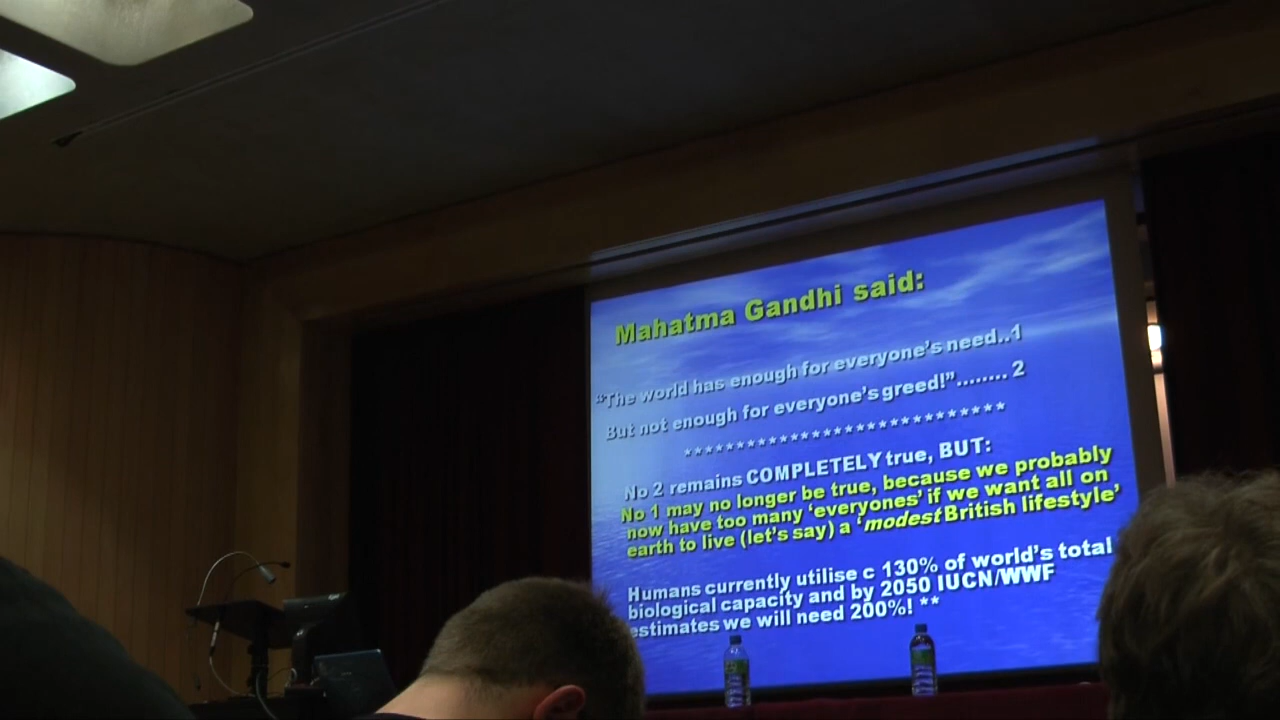 Mahatma Gandhi said:
“The world has enough for everyone’s need..1
But not enough for everyone’s greed!”........ 2
****************************
No 2 remains COMPLETELY true, BUT:
No 1 may no longer be true, because we probably
now have too many ‘everyones’ if we want all on
earth to live (let’s say) a ‘modest British lifestyle’
Humans currently utilise c 130% of world’s total
biological capacity and by 2050 IUCN/WWF
estimates we will need 200%! **